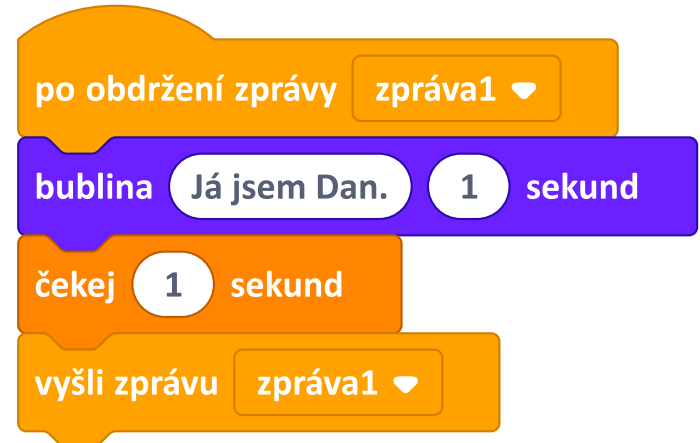 po obdržení zprávy zpráva1
bublina Já jsem Dan. 1 sekund
čekej 1 sekund
vyšli zprávu zpráva1